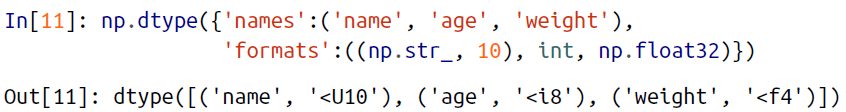 In[11]: np.dtype({'names':('name', 'age', 'weight'),
'formats':((np.str_, 10), int, np.float32)})
Out[11]: dtype([('name', '<U10'), ('age', '<i8'), ('weight', '<f4')])